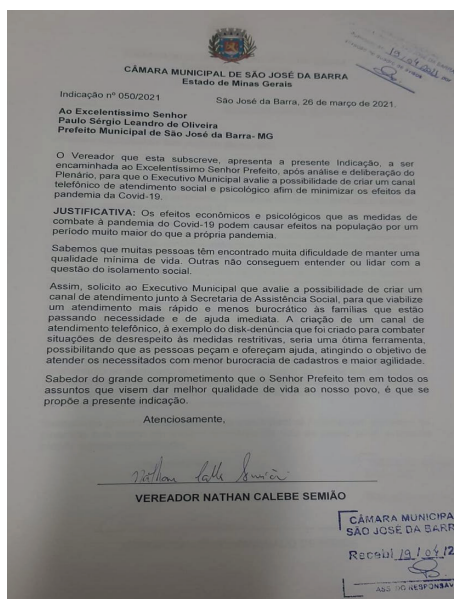 CÂMARA MUNICIPAL DE SÃO JOSÉ DA BARRA
Estado de Minas Gerais
19/04/2021
Indicação nº 050/2021
São José da Barra, 26 de março de 2021.
Ao Excelentíssimo Senhor
Paulo Sérgio Leandro de Oliveira
Prefeito Municipal de São José da Barra- MG
O Vereador que esta subscreve, apresenta a presente Indicação, a ser
encaminhada ao Excelentíssimo Senhor Prefeito, após análise e deliberação do
Plenário, para que o Executivo Municipal avalie a possibilidade de criar um canal
telefônico de atendimento social e psicológico afim de minimizar os efeitos da
pandemia da Covid-19.
JUSTIFICATIVA: Os efeitos econômicos e psicológicos que as medidas de
combate à pandemia do Covid-19 podem causar efeitos na população por um
período muito maior do que a própria pandemia.
Sabemos que muitas pessoas têm encontrado muita dificuldade de manter uma
qualidade mínima de vida. Outras não conseguem entender ou lidar com a
questão do isolamento social.
Assim, solicito ao Executivo Municipal que avalie a possibilidade de criar um
canal de atendimento junto à Secretaria de Assistência Social, para que viabilize
um atendimento mais rápido e menos burocrático às famílias que estão
passando necessidade e de ajuda imediata. A criação de um canal de
atendimento telefônico, à exemplo do disk-denúncia que foi criado para combater
situações de desrespeito às medidas restritivas, seria uma ótima ferramenta,
possibilitando que as pessoas peçam e ofereçam ajuda, atingindo o objetivo de
atender os necessitados com menor burocracia de cadastros e maior agilidade.
Sabedor do grande comprometimento que o Senhor Prefeito tem em todos os
assuntos que visem dar melhor qualidade de vida ao nosso povo, é que se
propõe a presente indicação.
Atenciosamente,
Nathan Calebe Semião
VEREADOR NATHAN CALEBE SEMIÃO
CÂMARA MUNICIPA
SÃO JOSÉ DA BARR
Recebi 19/04/2
ASS. DO RESPONSAV